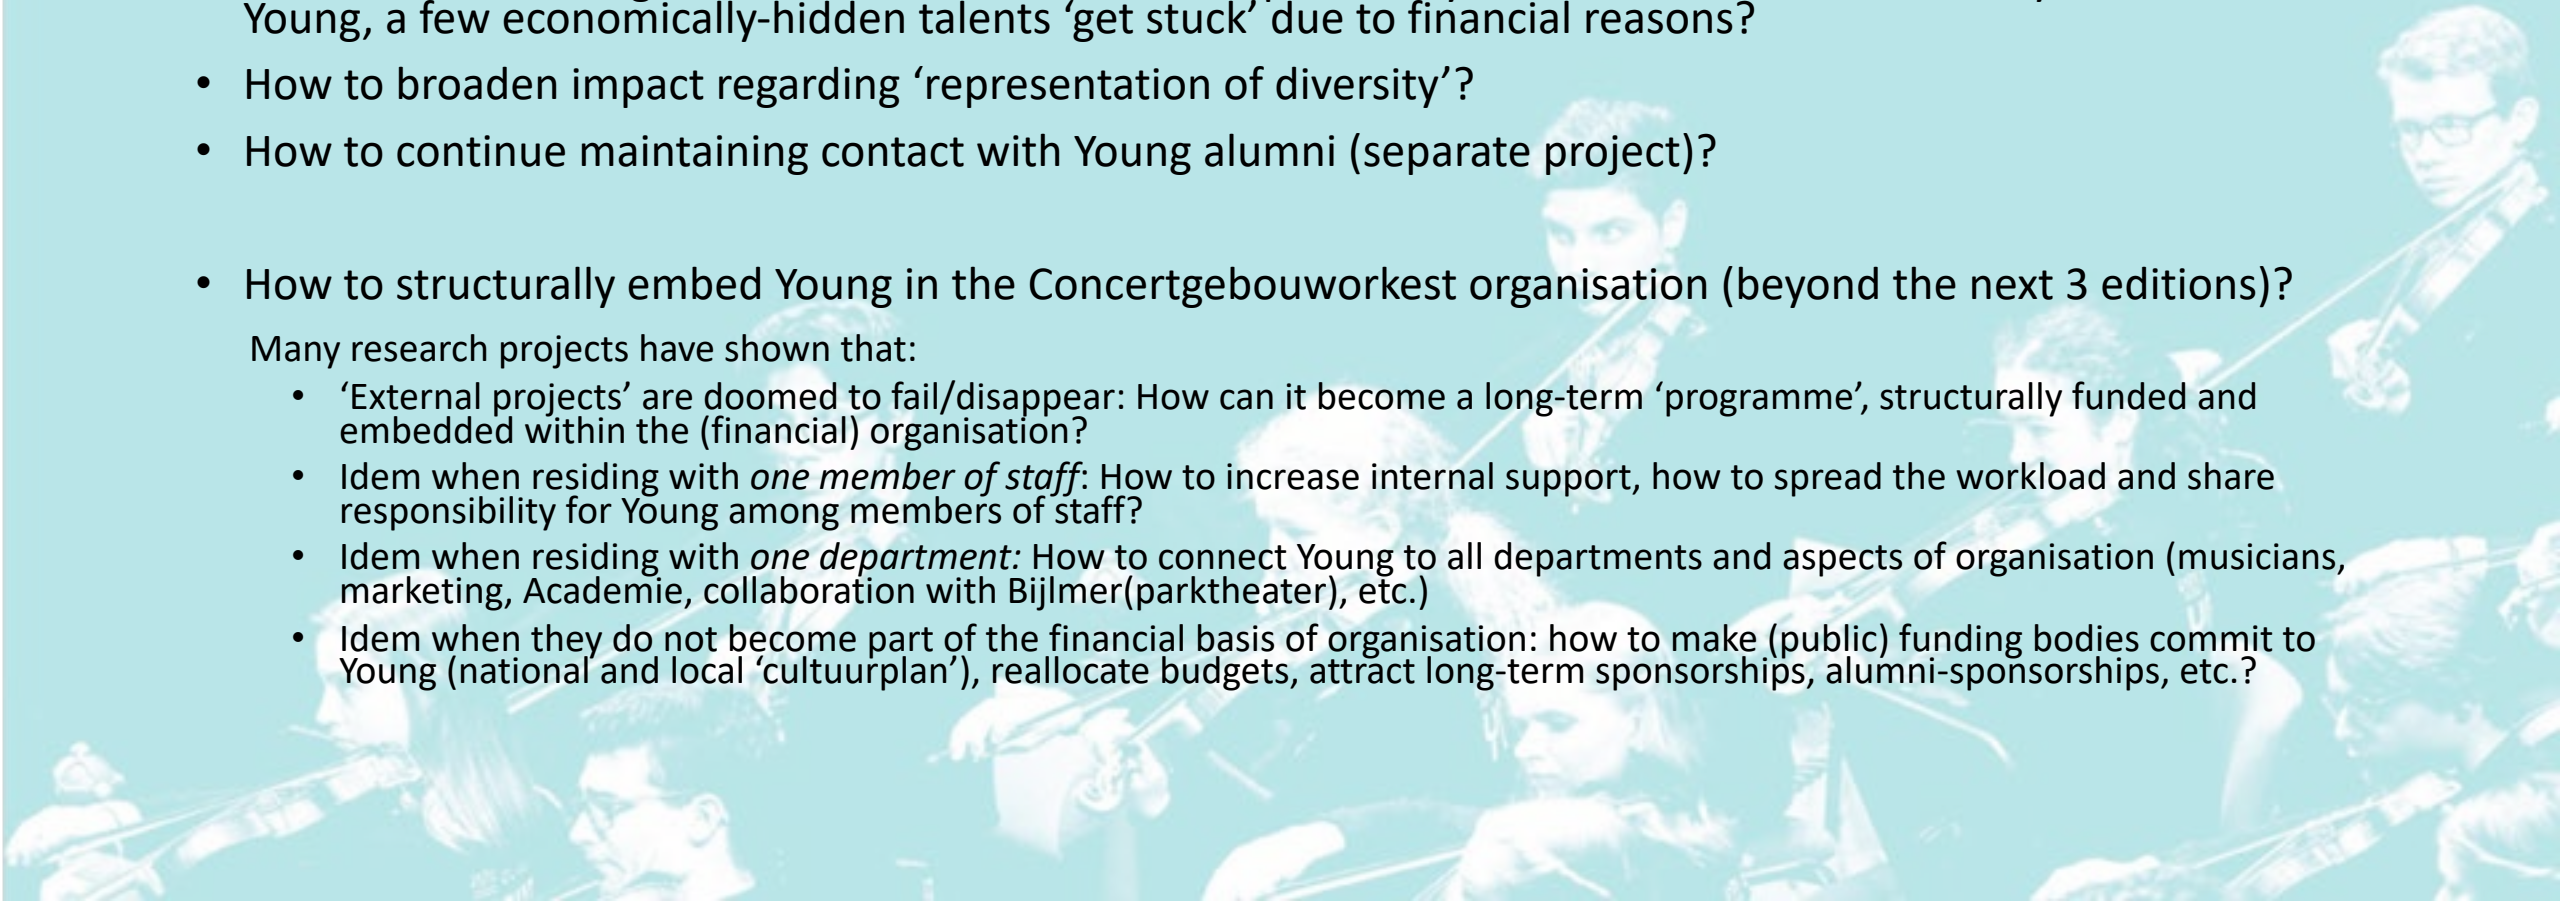 Young, a few economically-hidden talents ‘get stuck’ due to financial reasons?
• How to broaden impact regarding ‘representation of diversity’?
• How to continue maintaining contact with Young alumni (separate project)?
• How to structurally embed Young in the Concertgebouworkest organisation (beyond the next 3 editions)?
Many research projects have shown that:
• ‘External projects’ are doomed to fail/disappear: How can it become a long-term ‘programme’, structurally funded and
embedded within the (financial) organisation?
• Idem when residing with one member of staff: How to increase internal support, how to spread the workload and share
responsibility for Young among members of staff?
• Idem when residing with one department: How to connect Young to all departments and aspects of organisation (musicians,
marketing, Academie, collaboration with Bijlmer(parktheater), etc.)
• Idem when they do not become part of the financial basis of organisation: how to make (public) funding bodies commit to
Young (national and local ‘cultuurplan’), reallocate budgets, attract long-term sponsorships, alumni-sponsorships, etc.?